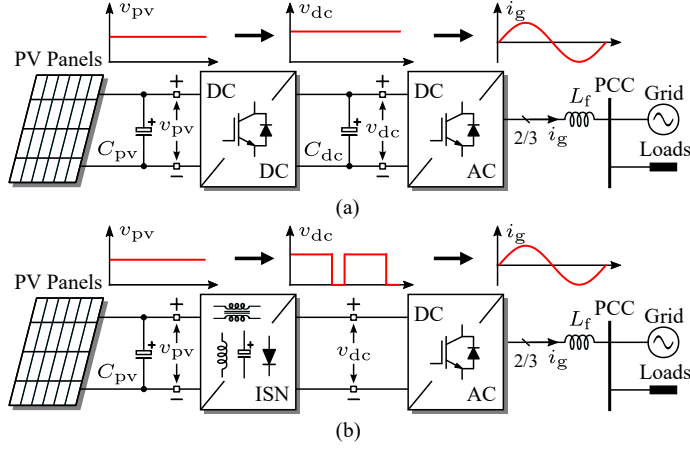 v_pv v_dc i_g
PV Panels
+ DC + DC PCC
L_f Grid
C_pv v_pv C_dc v_dc 2/3 i_g Loads
− DC − AC
(a)
v_pv v_dc i_g
PV Panels
+ + DC PCC
L_f Grid
C_pv v_pv v_dc 2/3 i_g Loads
− ISN − AC
(b)